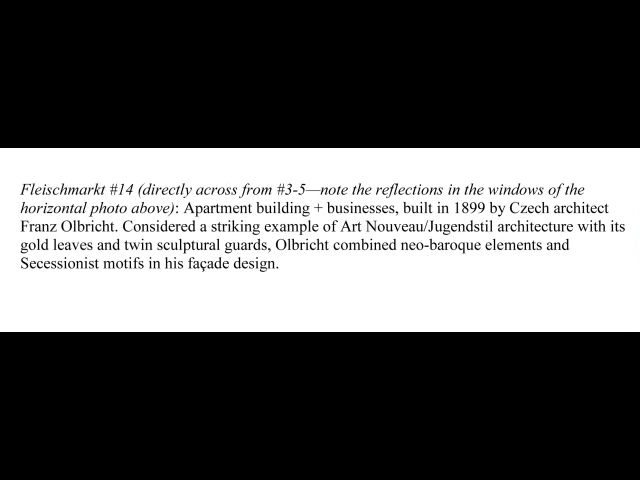 Fleischmarkt #14 (directly across from #3-5—note the reflections in the windows of the
horizontal photo above): Apartment building + businesses, built in 1899 by Czech architect
Franz Olbricht. Considered a striking example of Art Nouveau/Jugendstil architecture with its
gold leaves and twin sculptural guards, Olbricht combined neo-baroque elements and
Secessionist motifs in his façade design.